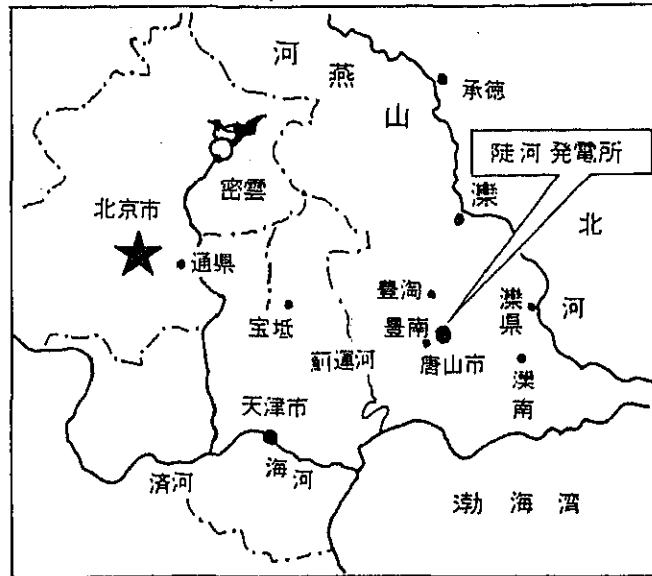 河
燕
山
承徳
陡河発電所
密雲
北京市
灤
北
通県
豊淘
灤県
河
宝坻
豊南
薊運河
唐山市
灤南
天津市
海河
済河
渤海湾